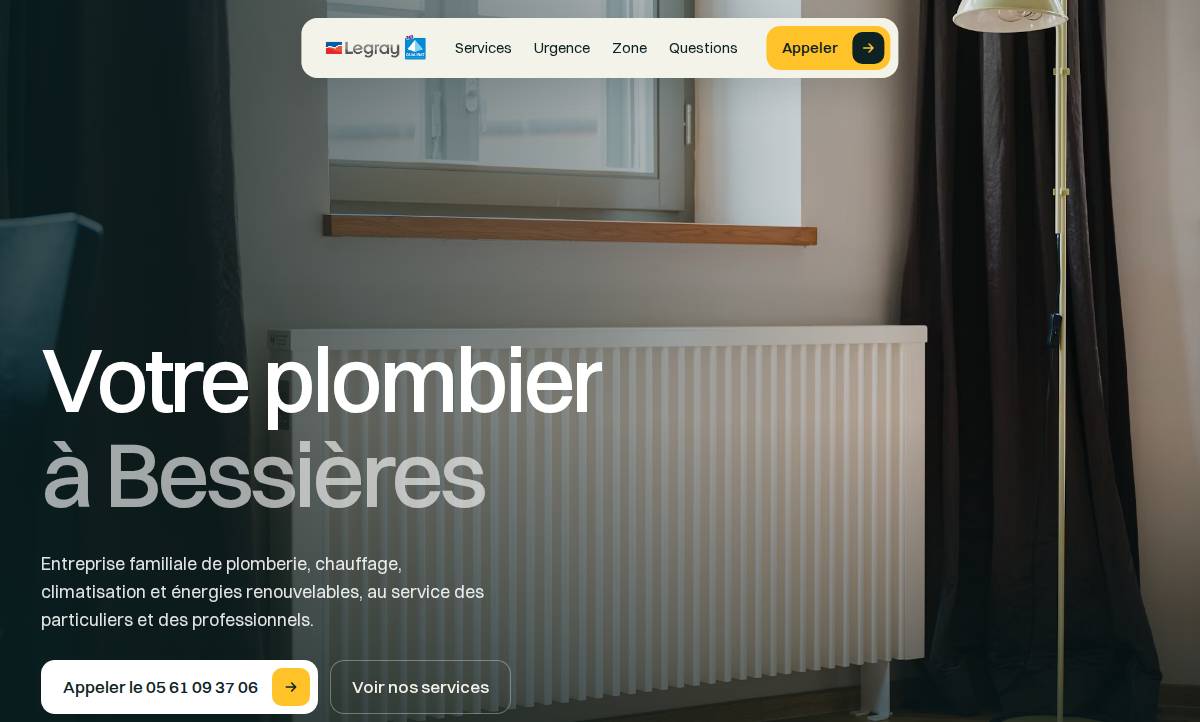 Legray
Services
Urgence
Zone
Questions
Appeler
Votre plombier
à Bessières
Entreprise familiale de plomberie, chauffage,
climatisation et énergies renouvelables, au service des
particuliers et des professionnels.
Appeler le 05 61 09 37 06
Voir nos services